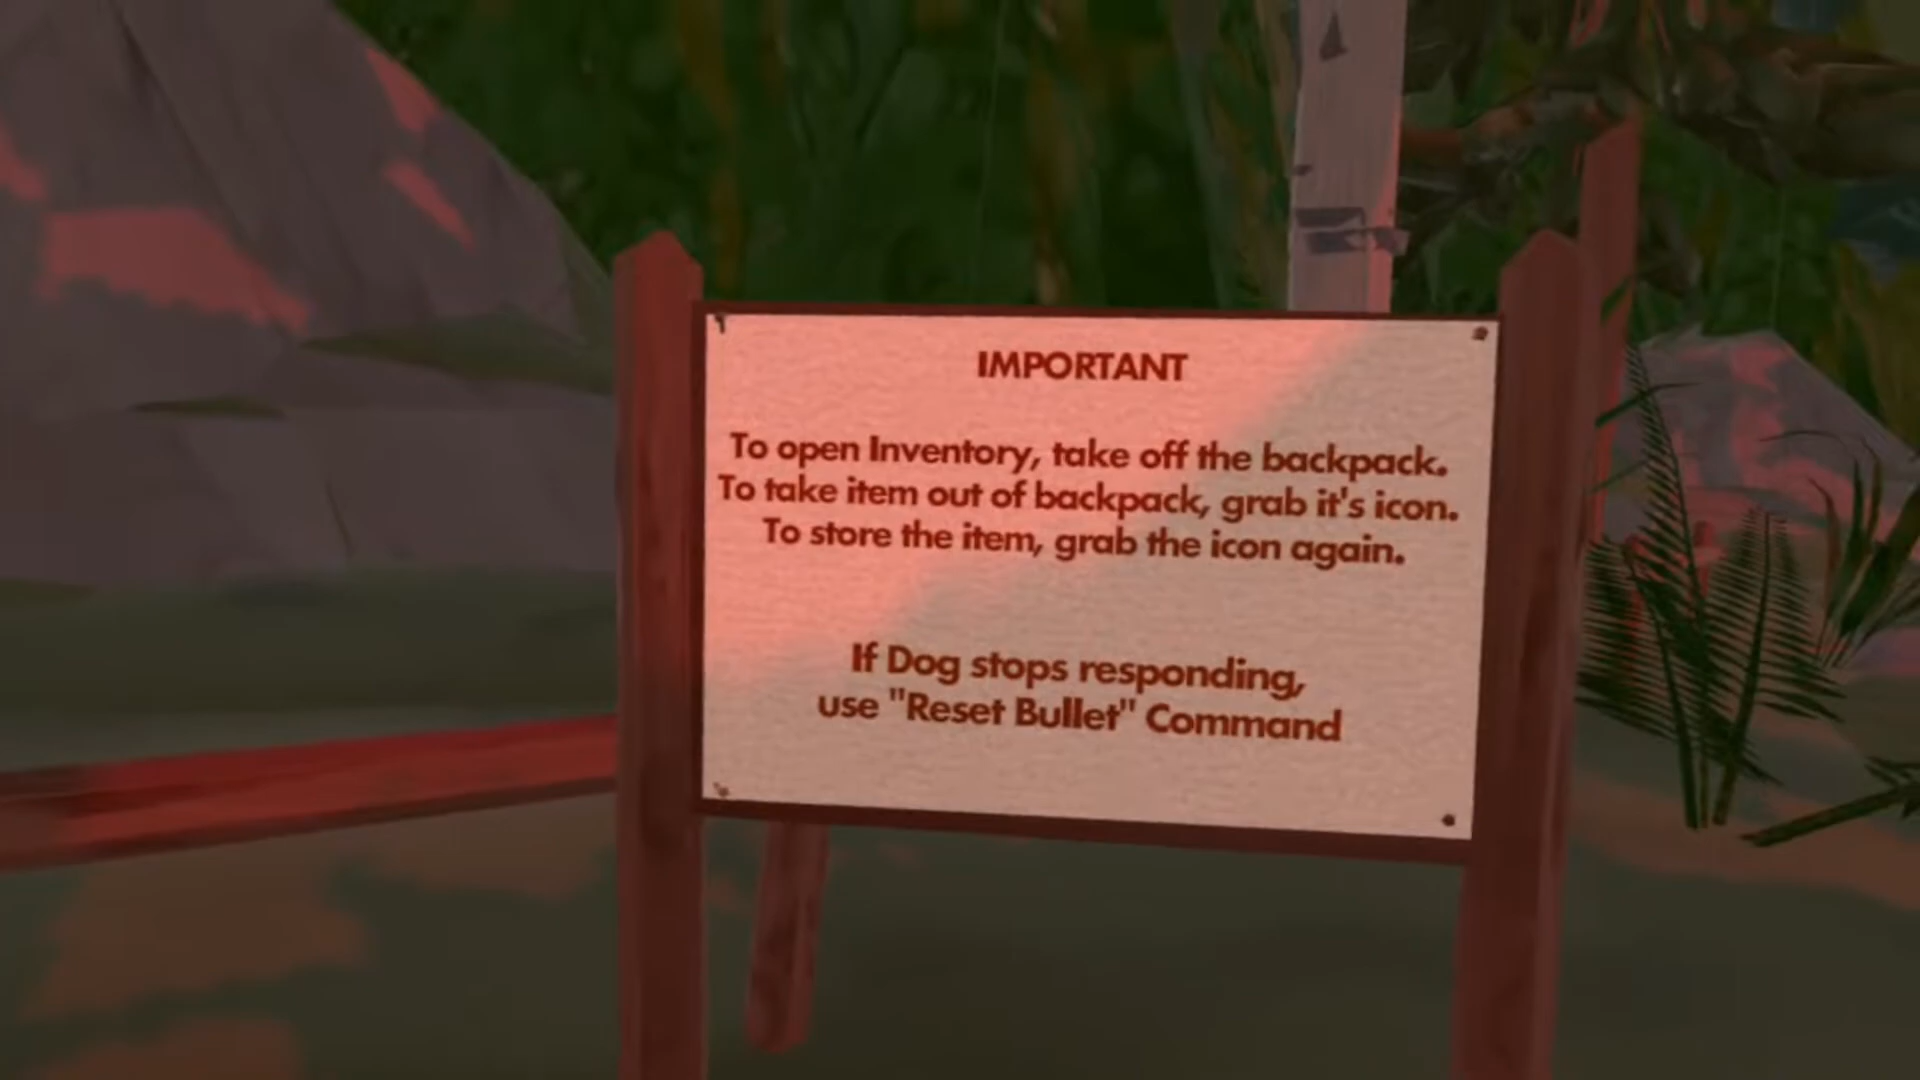 IMPORTANT
To open Inventory, take off the backpack.
To take item out of backpack, grab it's icon.
To store the item, grab the icon again.
If Dog stops responding,
use "Reset Bullet" Command